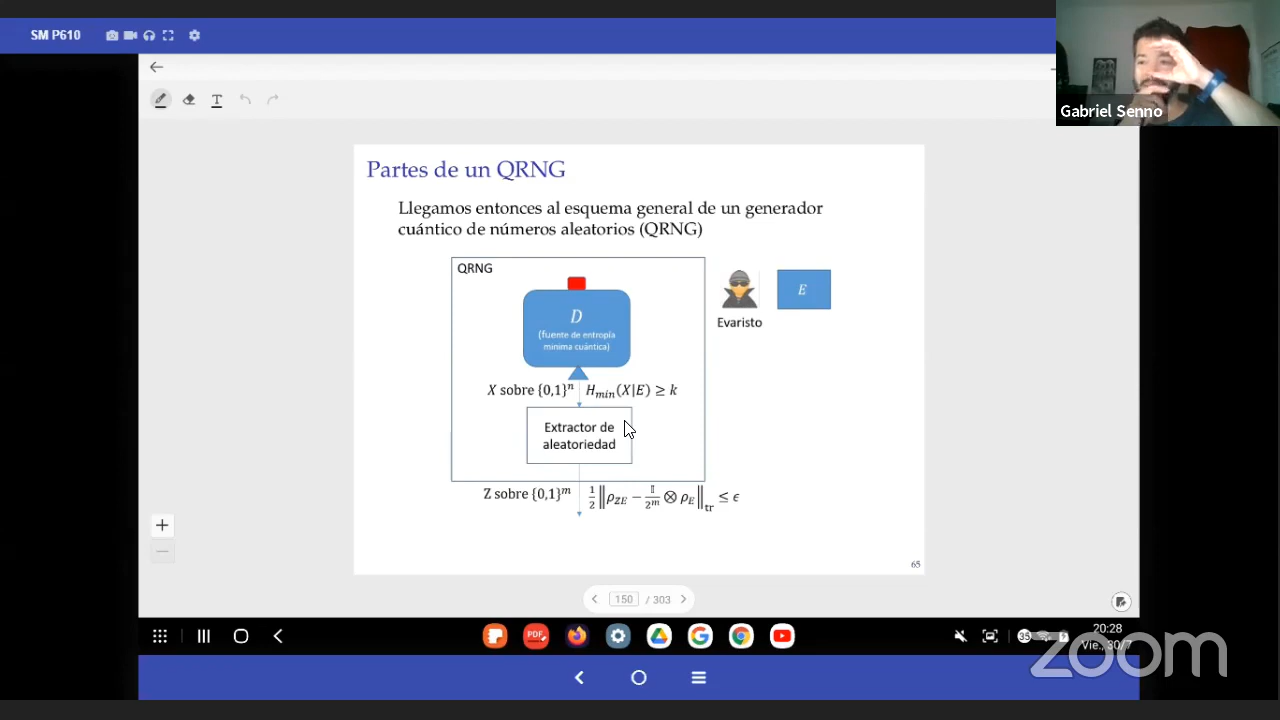 SM P610
Gabriel Senno
T
Partes de un QRNG
Llegamos entonces al esquema general de un generador
cuántico de números aleatorios (QRNG)
QRNG
D
(fuente de entropía
mínima cuántica)
E
Evaristo
X sobre {0,1}ⁿ H_min(X|E) ≥ k
Extractor de
aleatoriedad
Z sobre {0,1}ᵐ 1/2 ‖ρ_ZE − 𝕀/2ᵐ ⊗ ρ_E‖_tr ≤ ϵ
65
150 / 303
PDF
35
20:28
Vie., 30/7
zoom